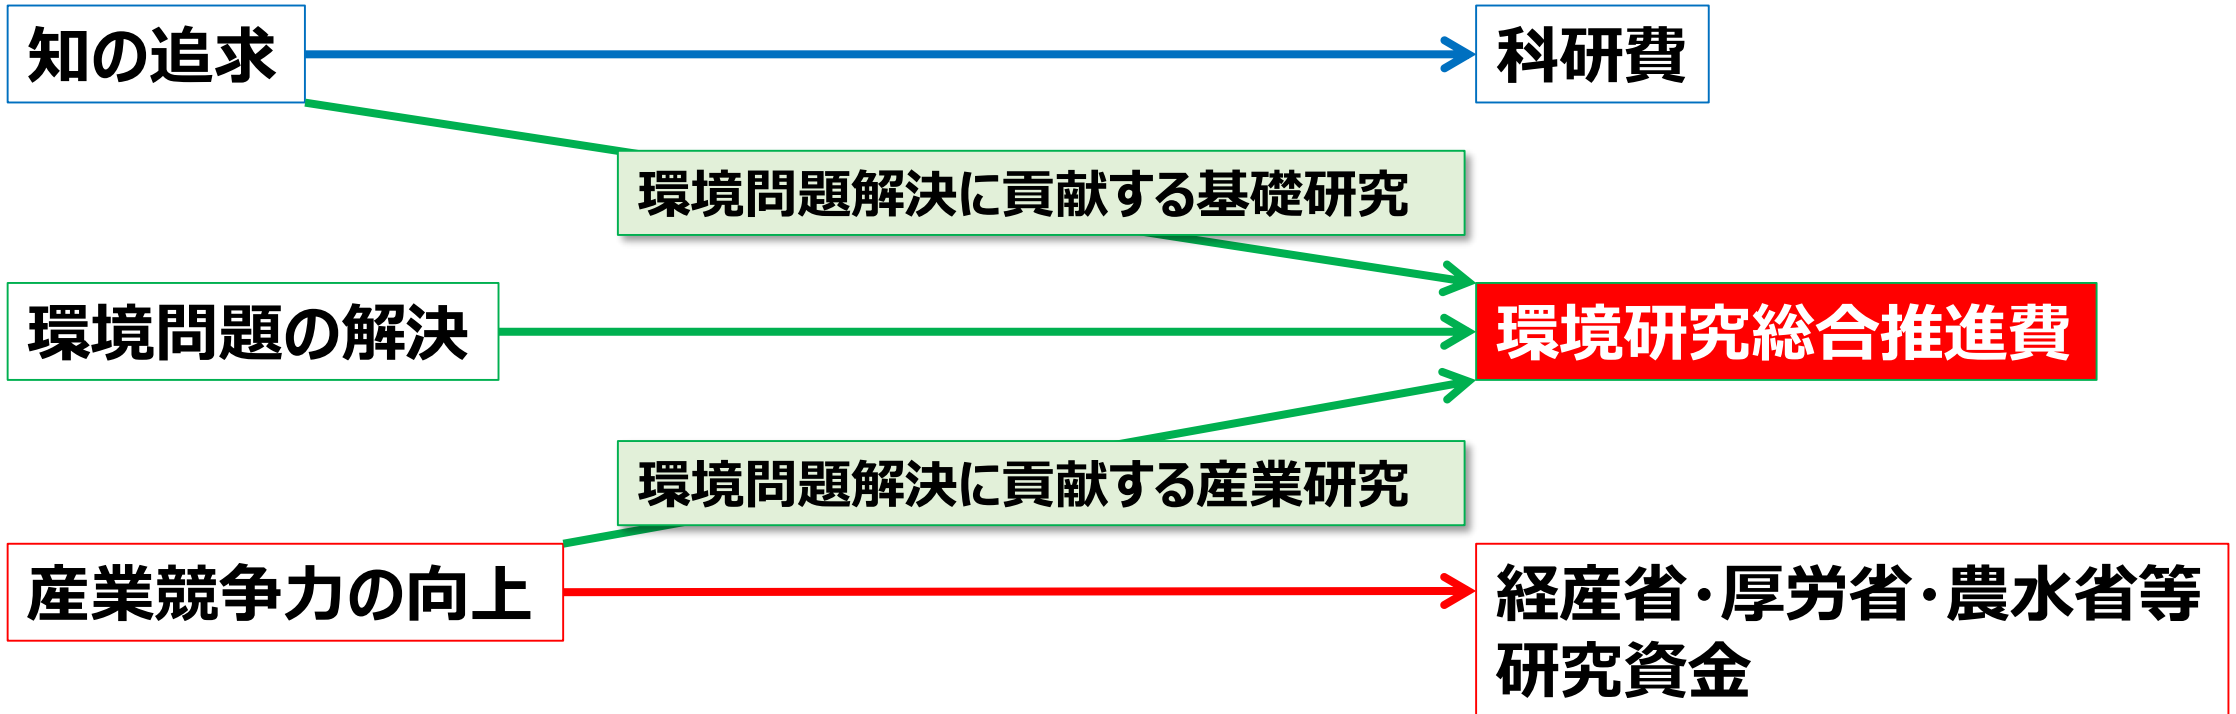 知の追求
科研費
環境問題解決に貢献する基礎研究
環境問題の解決
環境研究総合推進費
環境問題解決に貢献する産業研究
産業競争力の向上
経産省・厚労省・農水省等
研究資金